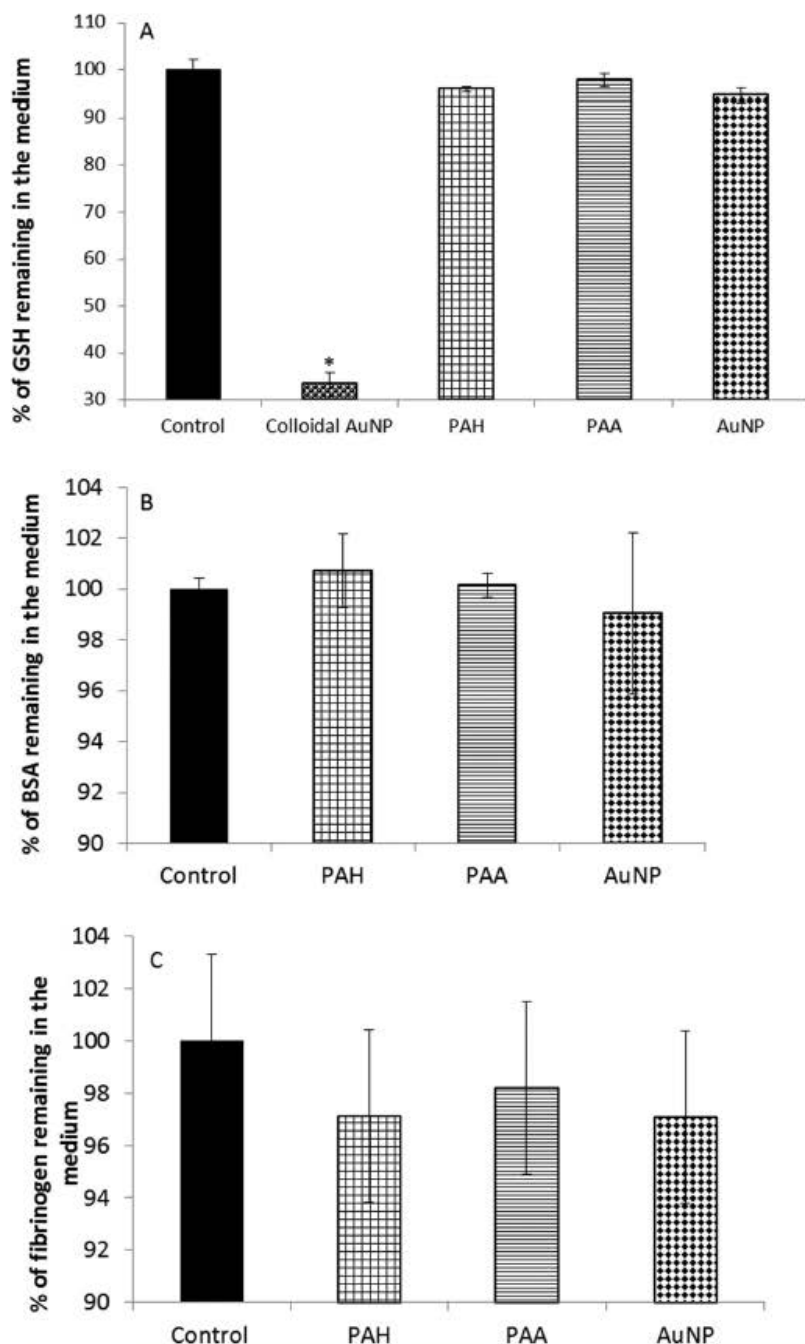 A
% of GSH remaining in the medium
110
100
90
80
70
60
50
40
30
*
Control Colloidal AuNP PAH PAA AuNP
B
% of BSA remaining in the medium
104
102
100
98
96
94
92
90
Control PAH PAA AuNP
C
% of fibrinogen remaining in the
medium
104
102
100
98
96
94
92
90
Control PAH PAA AuNP